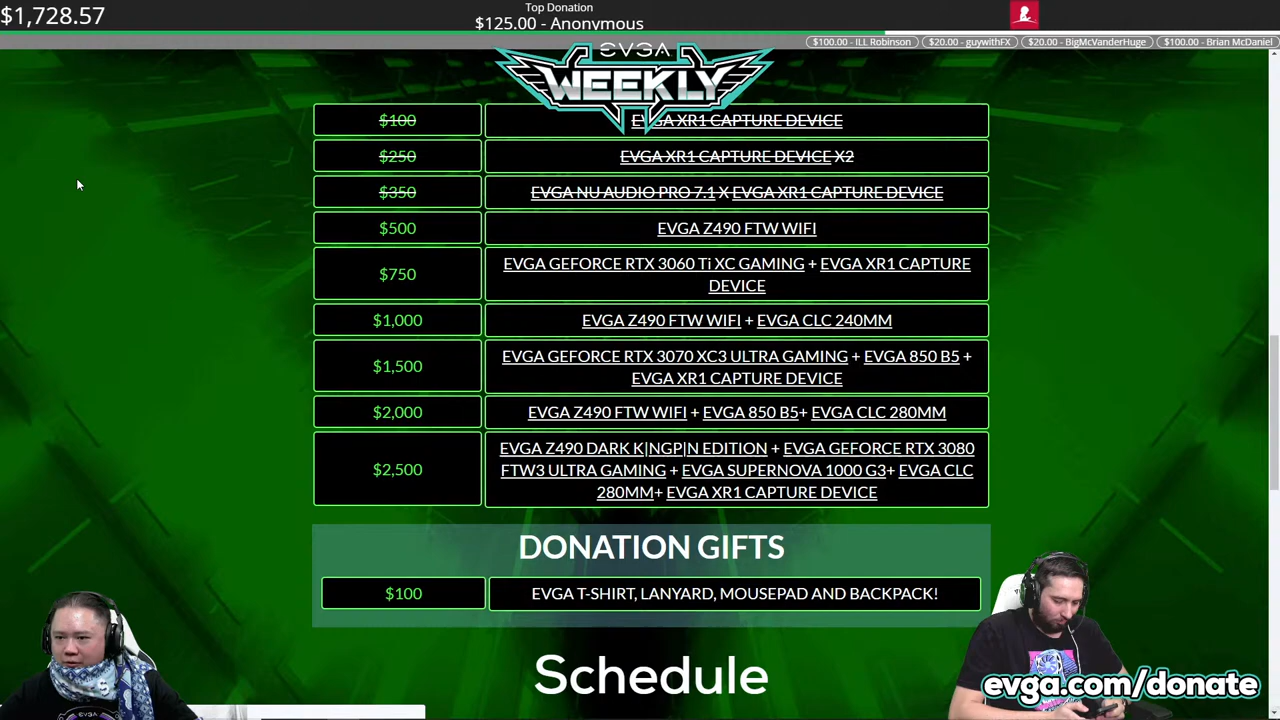 $1,728.57
Top Donation
$125.00 - Anonymous
$100.00 - ILL Robinson
$20.00 - guywithFX
$20.00 - BigMcVanderHuge
$100.00 - Brian McDaniel
EVGA
WEEKLY
$100 EVGA XR1 CAPTURE DEVICE
$250 EVGA XR1 CAPTURE DEVICE X2
$350 EVGA NU AUDIO PRO 7.1 X EVGA XR1 CAPTURE DEVICE
$500 EVGA Z490 FTW WIFI
$750 EVGA GEFORCE RTX 3060 Ti XC GAMING + EVGA XR1 CAPTURE
DEVICE
$1,000 EVGA Z490 FTW WIFI + EVGA CLC 240MM
$1,500 EVGA GEFORCE RTX 3070 XC3 ULTRA GAMING + EVGA 850 B5 +
EVGA XR1 CAPTURE DEVICE
$2,000 EVGA Z490 FTW WIFI + EVGA 850 B5+ EVGA CLC 280MM
$2,500 EVGA Z490 DARK K|NGP|N EDITION + EVGA GEFORCE RTX 3080
FTW3 ULTRA GAMING + EVGA SUPERNOVA 1000 G3+ EVGA CLC
280MM+ EVGA XR1 CAPTURE DEVICE
DONATION GIFTS
$100 EVGA T-SHIRT, LANYARD, MOUSEPAD AND BACKPACK!
Schedule
EVGA
evga.com/donate